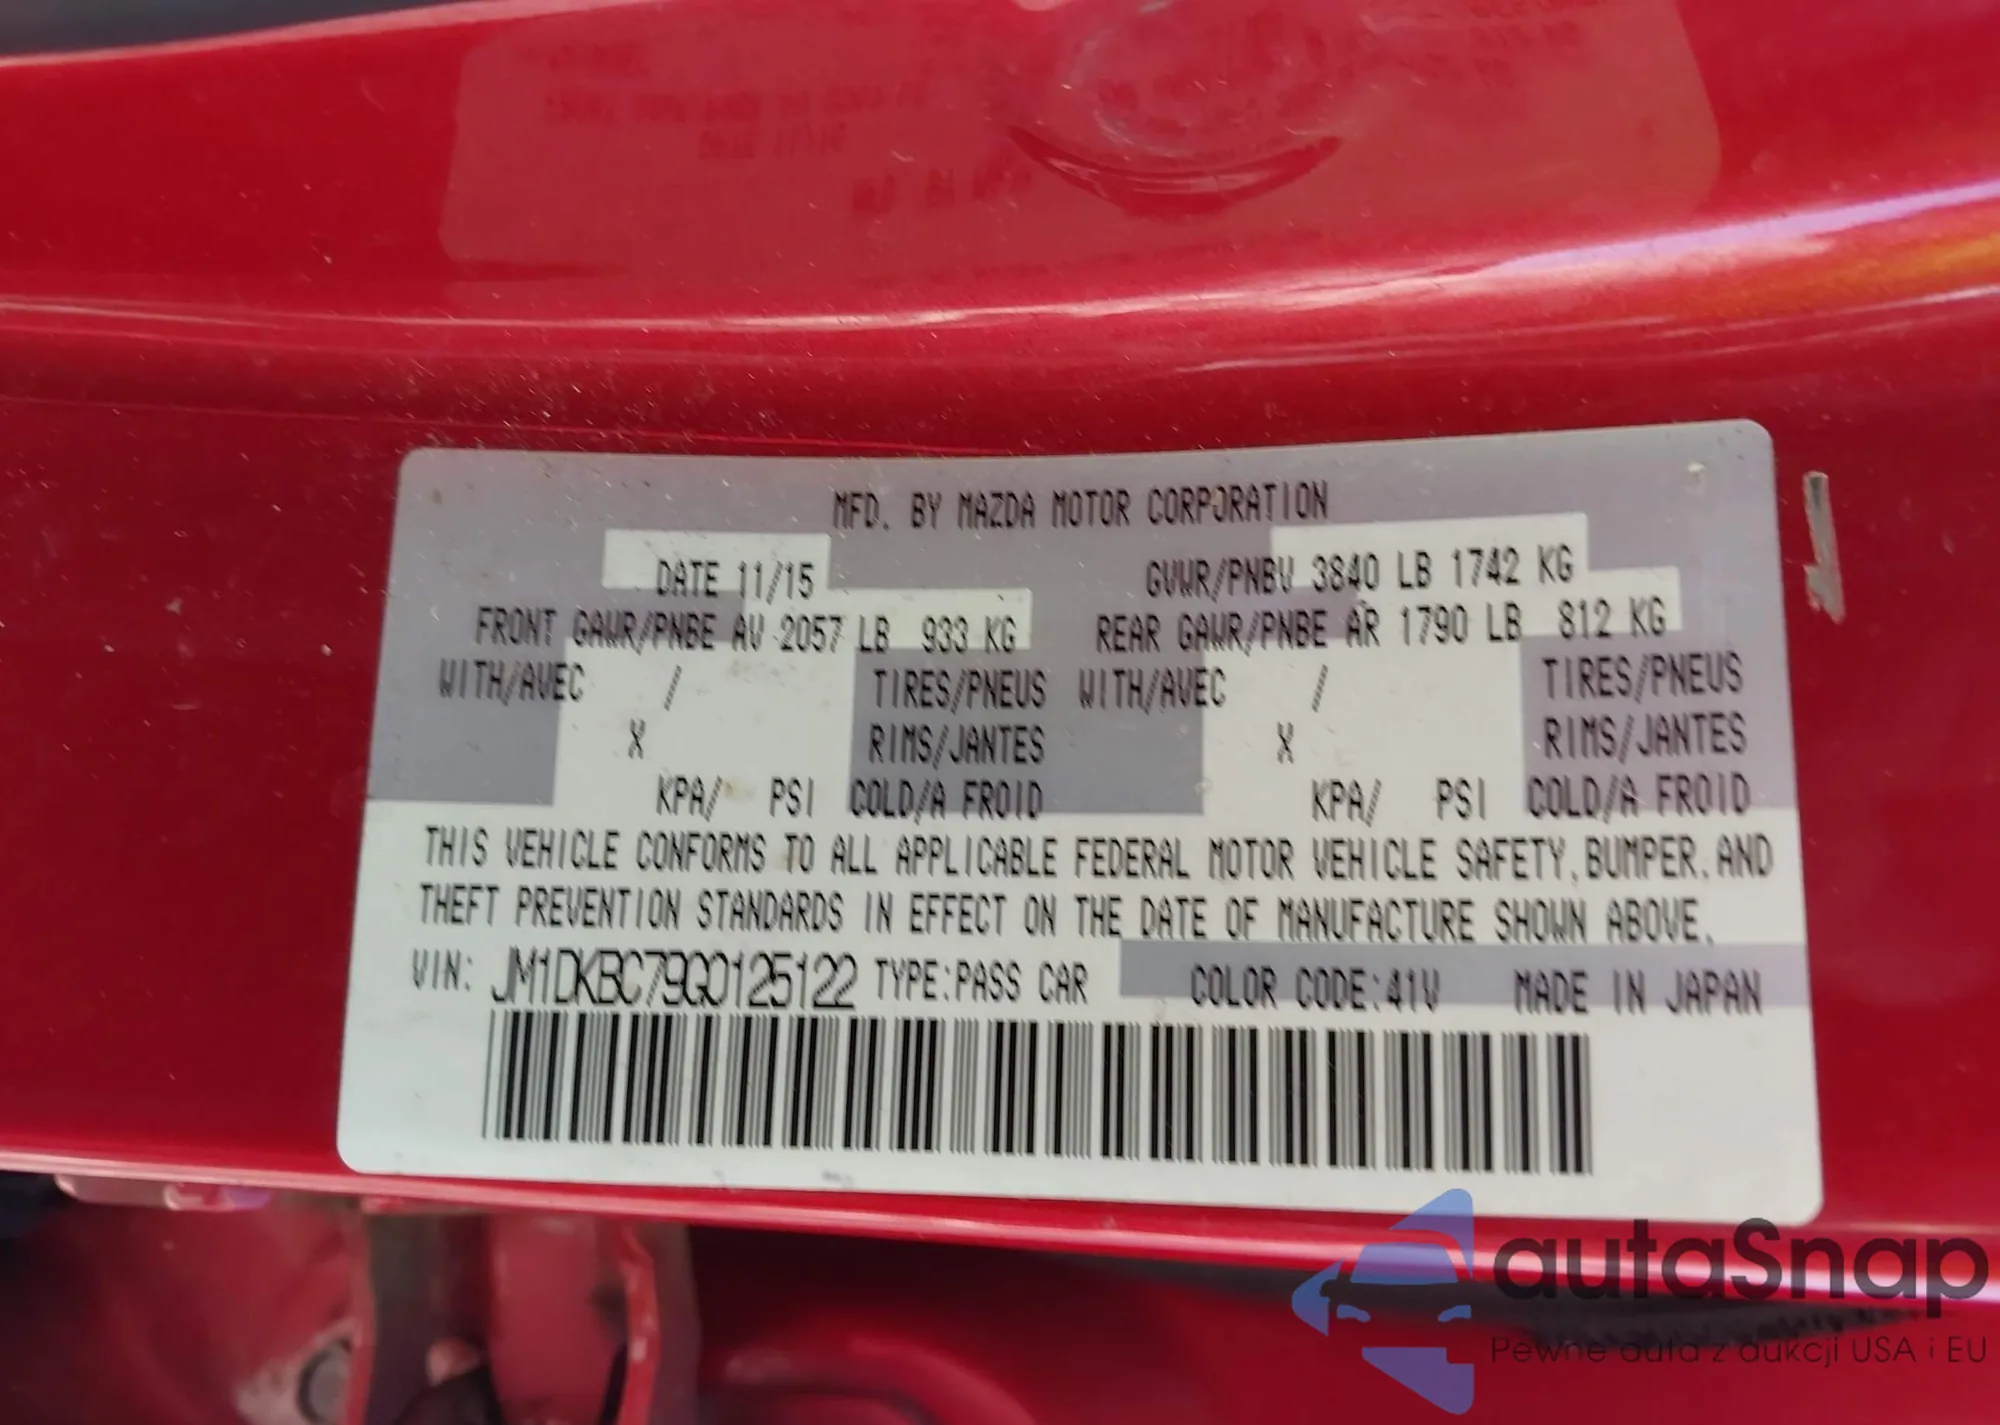 MFD. BY MAZDA MOTOR CORPORATION
DATE 11/15 GVWR/PNBV 3840 LB 1742 KG
FRONT GAWR/PNBE AV 2057 LB 933 KG REAR GAWR/PNBE AR 1790 LB 812 KG
WITH/AVEC / TIRES/PNEUS WITH/AVEC / TIRES/PNEUS
X RIMS/JANTES X RIMS/JANTES
KPA/ PSI COLD/A FROID KPA/ PSI COLD/A FROID
THIS VEHICLE CONFORMS TO ALL APPLICABLE FEDERAL MOTOR VEHICLE SAFETY, BUMPER, AND
THEFT PREVENTION STANDARDS IN EFFECT ON THE DATE OF MANUFACTURE SHOWN ABOVE.
VIN: JM1DKBC79G0125122 TYPE:PASS CAR COLOR CODE:41V MADE IN JAPAN
autaSnap
Pewne auta z aukcji USA i EU